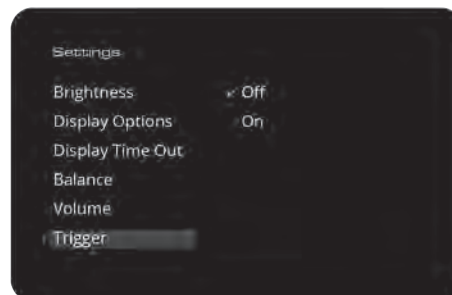 Settings
Brightness ✓ Off
Display Options On
Display Time Out
Balance
Volume
Trigger